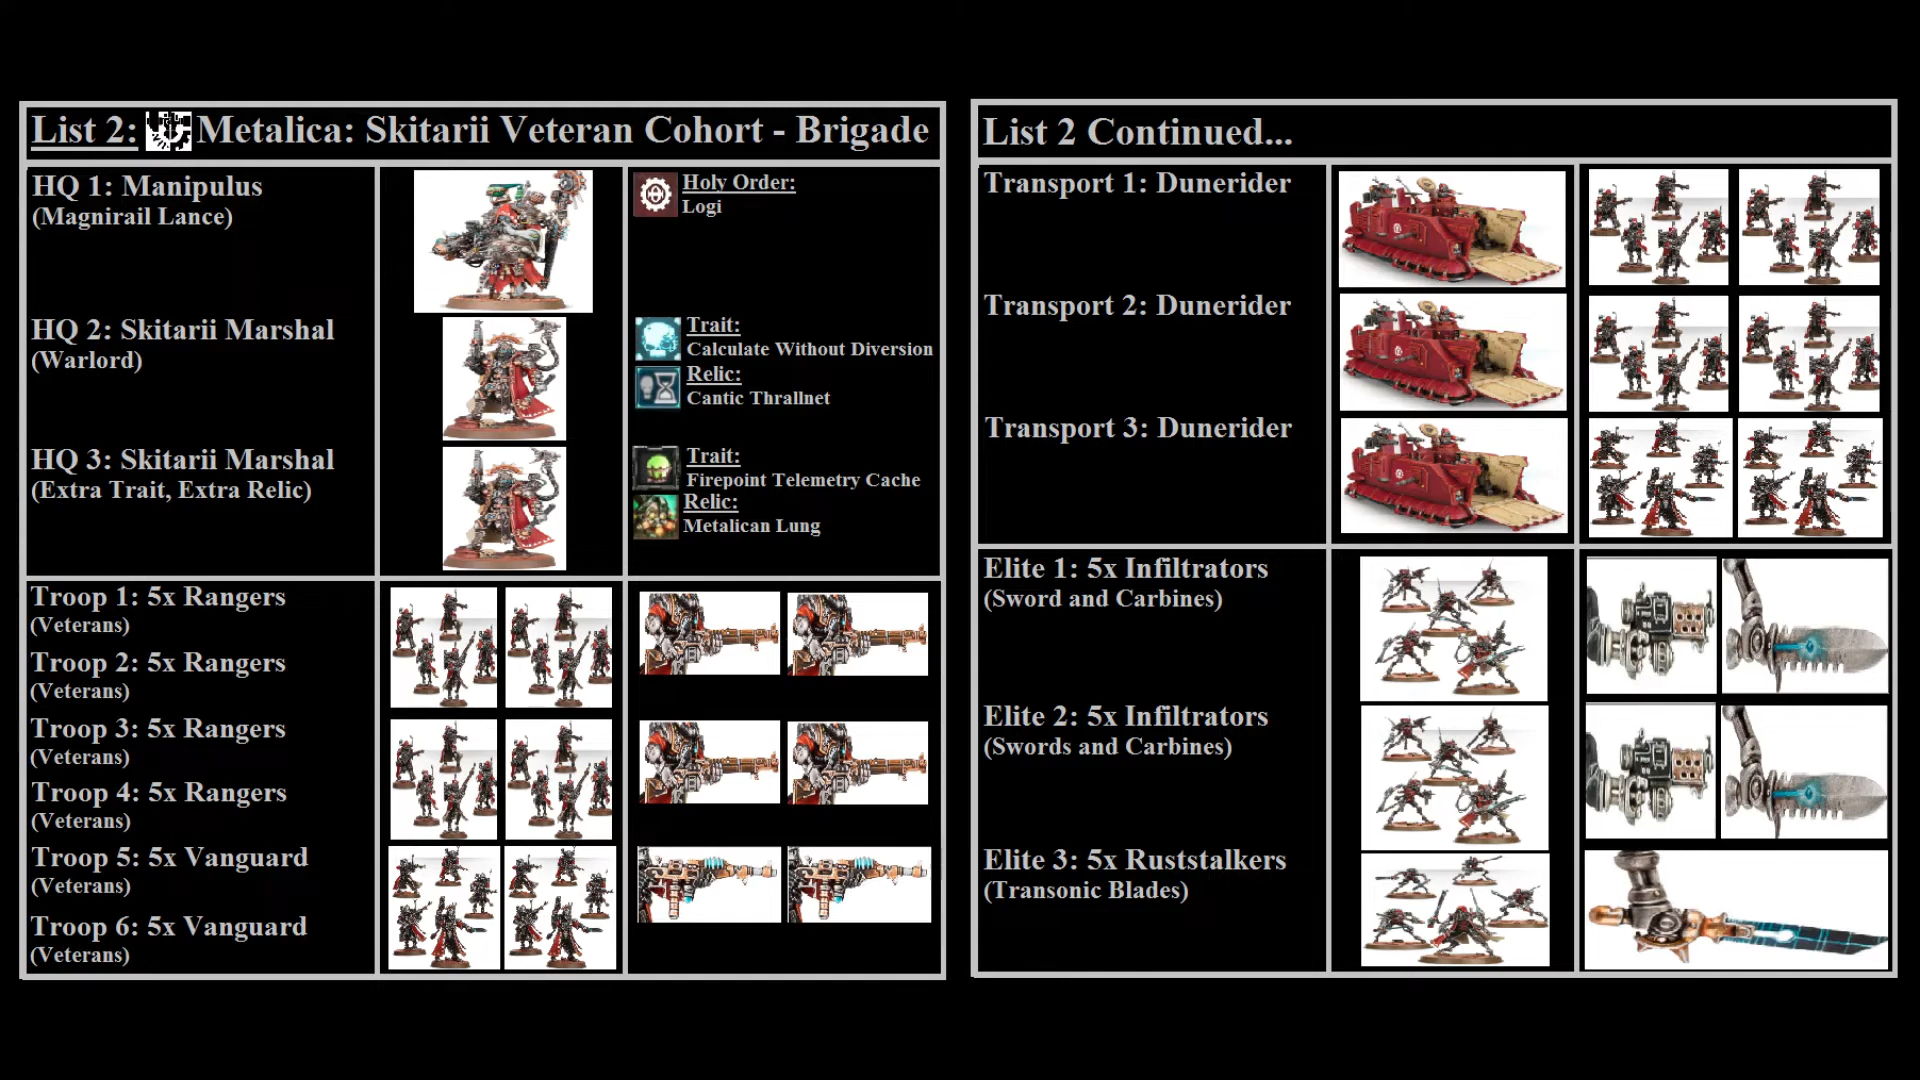 List 2: Metalica: Skitarii Veteran Cohort - Brigade
HQ 1: Manipulus
(Magnirail Lance)
Holy Order:
Logi
HQ 2: Skitarii Marshal
(Warlord)
Trait:
Calculate Without Diversion
Relic:
Cantic Thrallnet
HQ 3: Skitarii Marshal
(Extra Trait, Extra Relic)
Trait:
Firepoint Telemetry Cache
Relic:
Metalican Lung
Troop 1: 5x Rangers
(Veterans)
Troop 2: 5x Rangers
(Veterans)
Troop 3: 5x Rangers
(Veterans)
Troop 4: 5x Rangers
(Veterans)
Troop 5: 5x Vanguard
(Veterans)
Troop 6: 5x Vanguard
(Veterans)
List 2 Continued...
Transport 1: Dunerider
Transport 2: Dunerider
Transport 3: Dunerider
Elite 1: 5x Infiltrators
(Sword and Carbines)
Elite 2: 5x Infiltrators
(Swords and Carbines)
Elite 3: 5x Ruststalkers
(Transonic Blades)